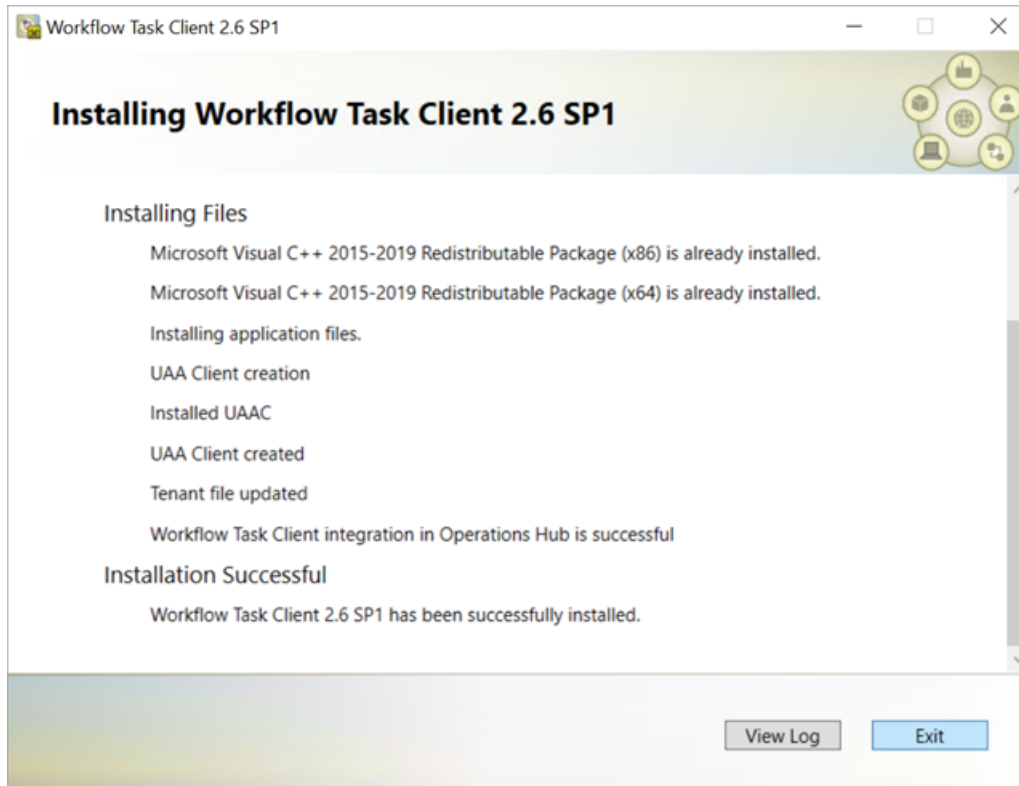 Workflow Task Client 2.6 SP1
Installing Workflow Task Client 2.6 SP1
Installing Files
Microsoft Visual C++ 2015-2019 Redistributable Package (x86) is already installed.
Microsoft Visual C++ 2015-2019 Redistributable Package (x64) is already installed.
Installing application files.
UAA Client creation
Installed UAAC
UAA Client created
Tenant file updated
Workflow Task Client integration in Operations Hub is successful
Installation Successful
Workflow Task Client 2.6 SP1 has been successfully installed.
View Log
Exit